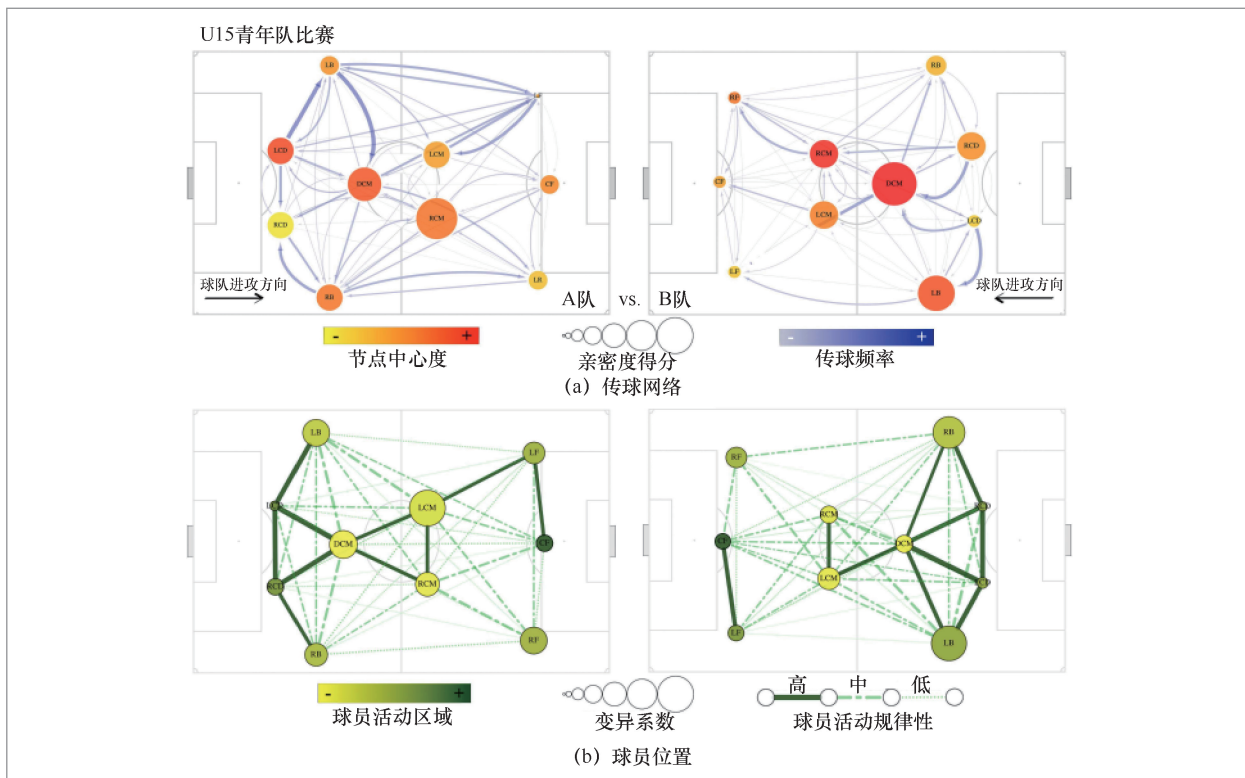 U15青年队比赛
LB
LCD
LCM
DCM
CF
RCM
RCD
RB
球队进攻方向
A队 vs. B队
RB
RF
RCD
RCM
CF
DCM
LCM
LCD
LF
LB
球队进攻方向
- +
节点中心度
亲密度得分
- +
传球频率
(a) 传球网络
LB
LF
LCM
DCM
CF
RCD
RCM
RB
RF
RB
RF
RCM
CF
DCM
LCM
LF
LB
- +
球员活动区域
变异系数
高 中 低
球员活动规律性
(b) 球员位置